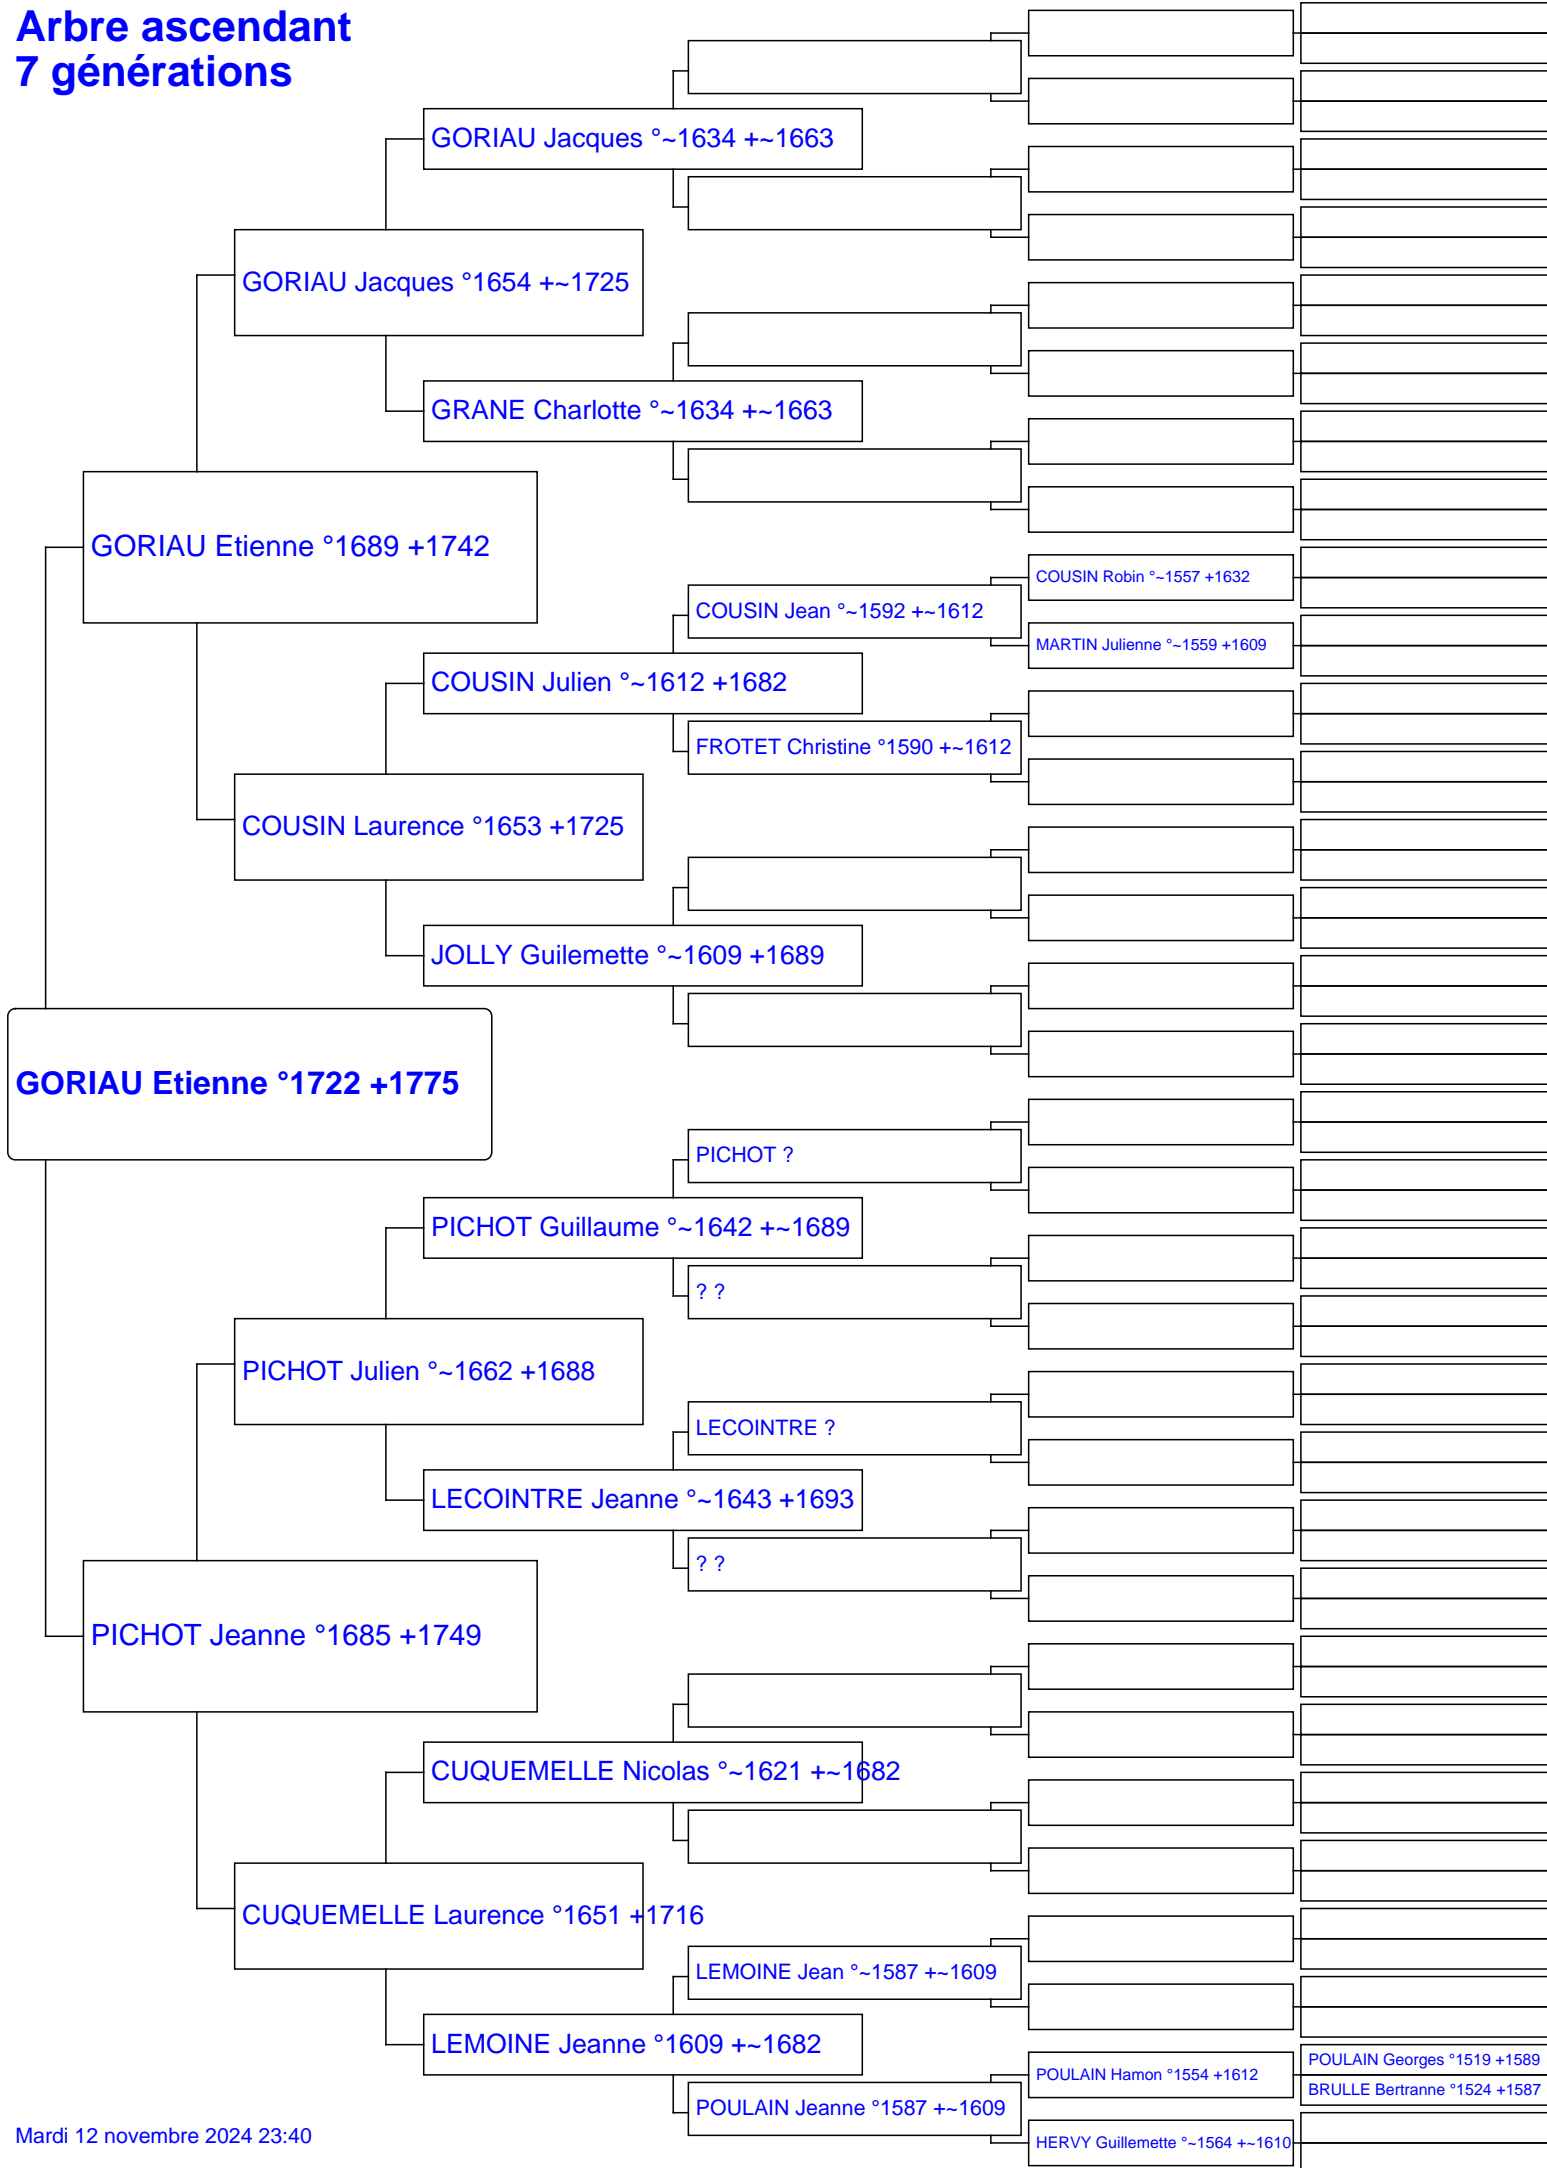 Arbre ascendant
7 générations
GORIAU Jacques °~1634 +~1663
GORIAU Jacques °1654 +~1725
GRANE Charlotte °~1634 +~1663
GORIAU Etienne °1689 +1742
COUSIN Robin °~1557 +1632
COUSIN Jean °~1592 +~1612
MARTIN Julienne °~1559 +1609
COUSIN Julien °~1612 +1682
FROTET Christine °1590 +~1612
COUSIN Laurence °1653 +1725
JOLLY Guilemette °~1609 +1689
GORIAU Etienne °1722 +1775
PICHOT ?
PICHOT Guillaume °~1642 +~1689
? ?
PICHOT Julien °~1662 +1688
LECOINTRE ?
LECOINTRE Jeanne °~1643 +1693
? ?
PICHOT Jeanne °1685 +1749
CUQUEMELLE Nicolas °~1621 +~1682
CUQUEMELLE Laurence °1651 +1716
LEMOINE Jean °~1587 +~1609
LEMOINE Jeanne °1609 +~1682
POULAIN Georges °1519 +1589
POULAIN Hamon °1554 +1612
BRULLE Bertranne °1524 +1587
POULAIN Jeanne °1587 +~1609
HERVY Guillemette °~1564 +~1610
Mardi 12 novembre 2024 23:40